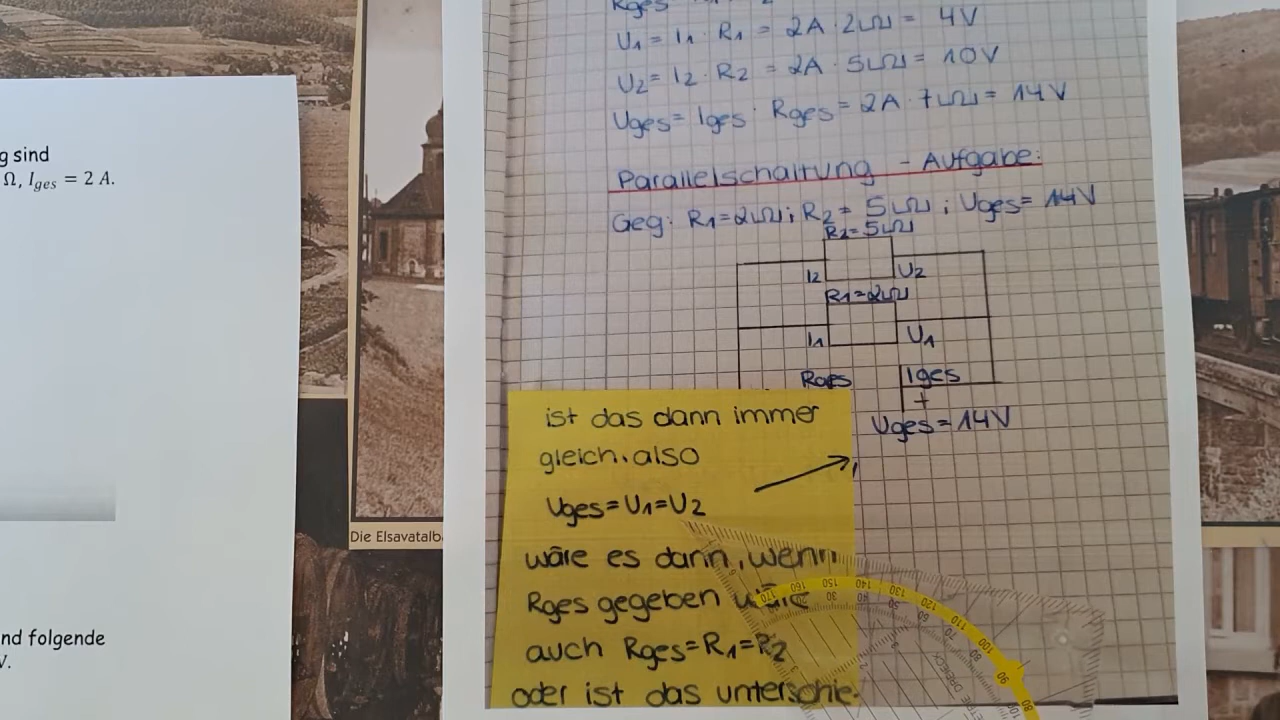 g sind
Ω, I_ges = 2 A.
nd folgende
V.
Die Elsavatalb
Rges
U₁ = I₁ · R₁ = 2A · 2Ω = 4V
U₂ = I₂ · R₂ = 2A · 5Ω = 10V
Uges = Iges · Rges = 2A · 7Ω = 14V
Parallelschaltung - Aufgabe:
Geg: R₁=2Ω; R₂ = 5Ω; Uges = 14V
R₂=5Ω
I₂ U₂
R₁=2Ω
I₁ U₁
Rges Iges
+
Uges=14V
ist das dann immer
gleich. also
Uges=U₁=U₂
wäre es dann, wenn
Rges gegeben wäre
auch Rges=R₁=R₂
oder ist das unterschie-